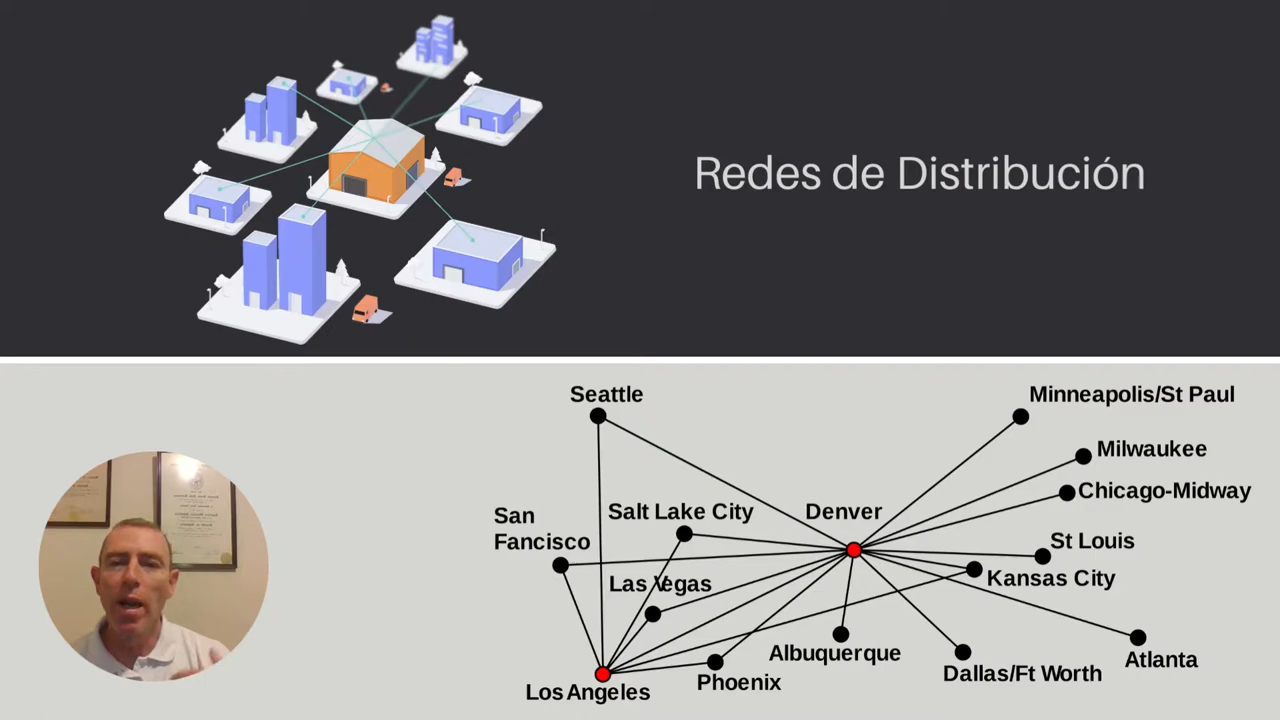 Redes de Distribución
Seattle
Minneapolis/St Paul
Milwaukee
Chicago-Midway
San
Fancisco
Salt Lake City
Denver
St Louis
Las Vegas
Kansas City
Albuquerque
Atlanta
Los Angeles
Phoenix
Dallas/Ft Worth